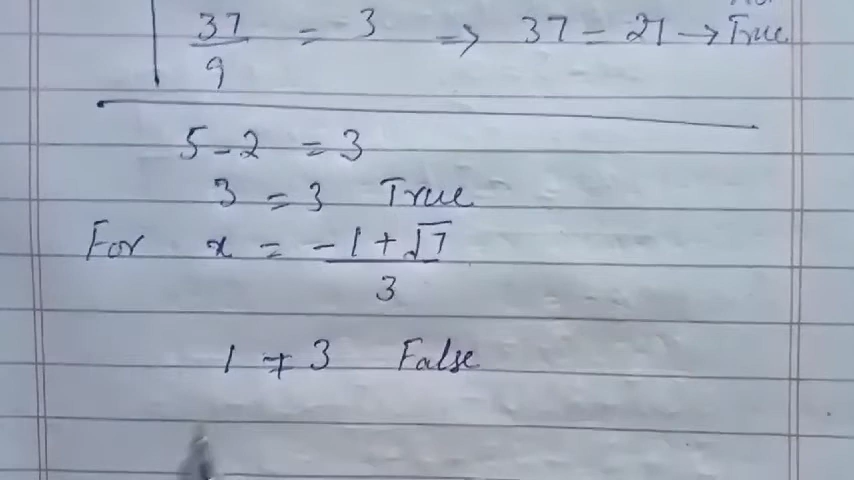 37/9 = 3 ⇒ 37 = 27 → True
5 - 2 = 3
3 = 3 True
For x = (-1 + √7)/3
1 ≠ 3 False